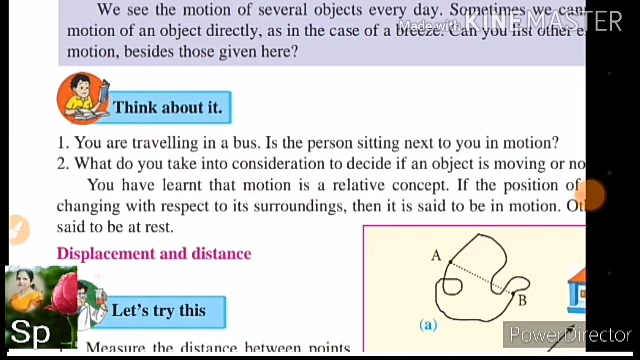 We see the motion of several objects every day. Sometimes we
motion of an object directly, as in the case of a breeze. Can you list other
motion, besides those given here?
Made with KINEMASTER
Think about it.
1. You are travelling in a bus. Is the person sitting next to you in motion?
2. What do you take into consideration to decide if an object is moving or
You have learnt that motion is a relative concept. If the position of
changing with respect to its surroundings, then it is said to be in motion.
said to be at rest.
Displacement and distance
A
B
(a)
Let's try this
Sp
PowerDirector
Measure the distance between points